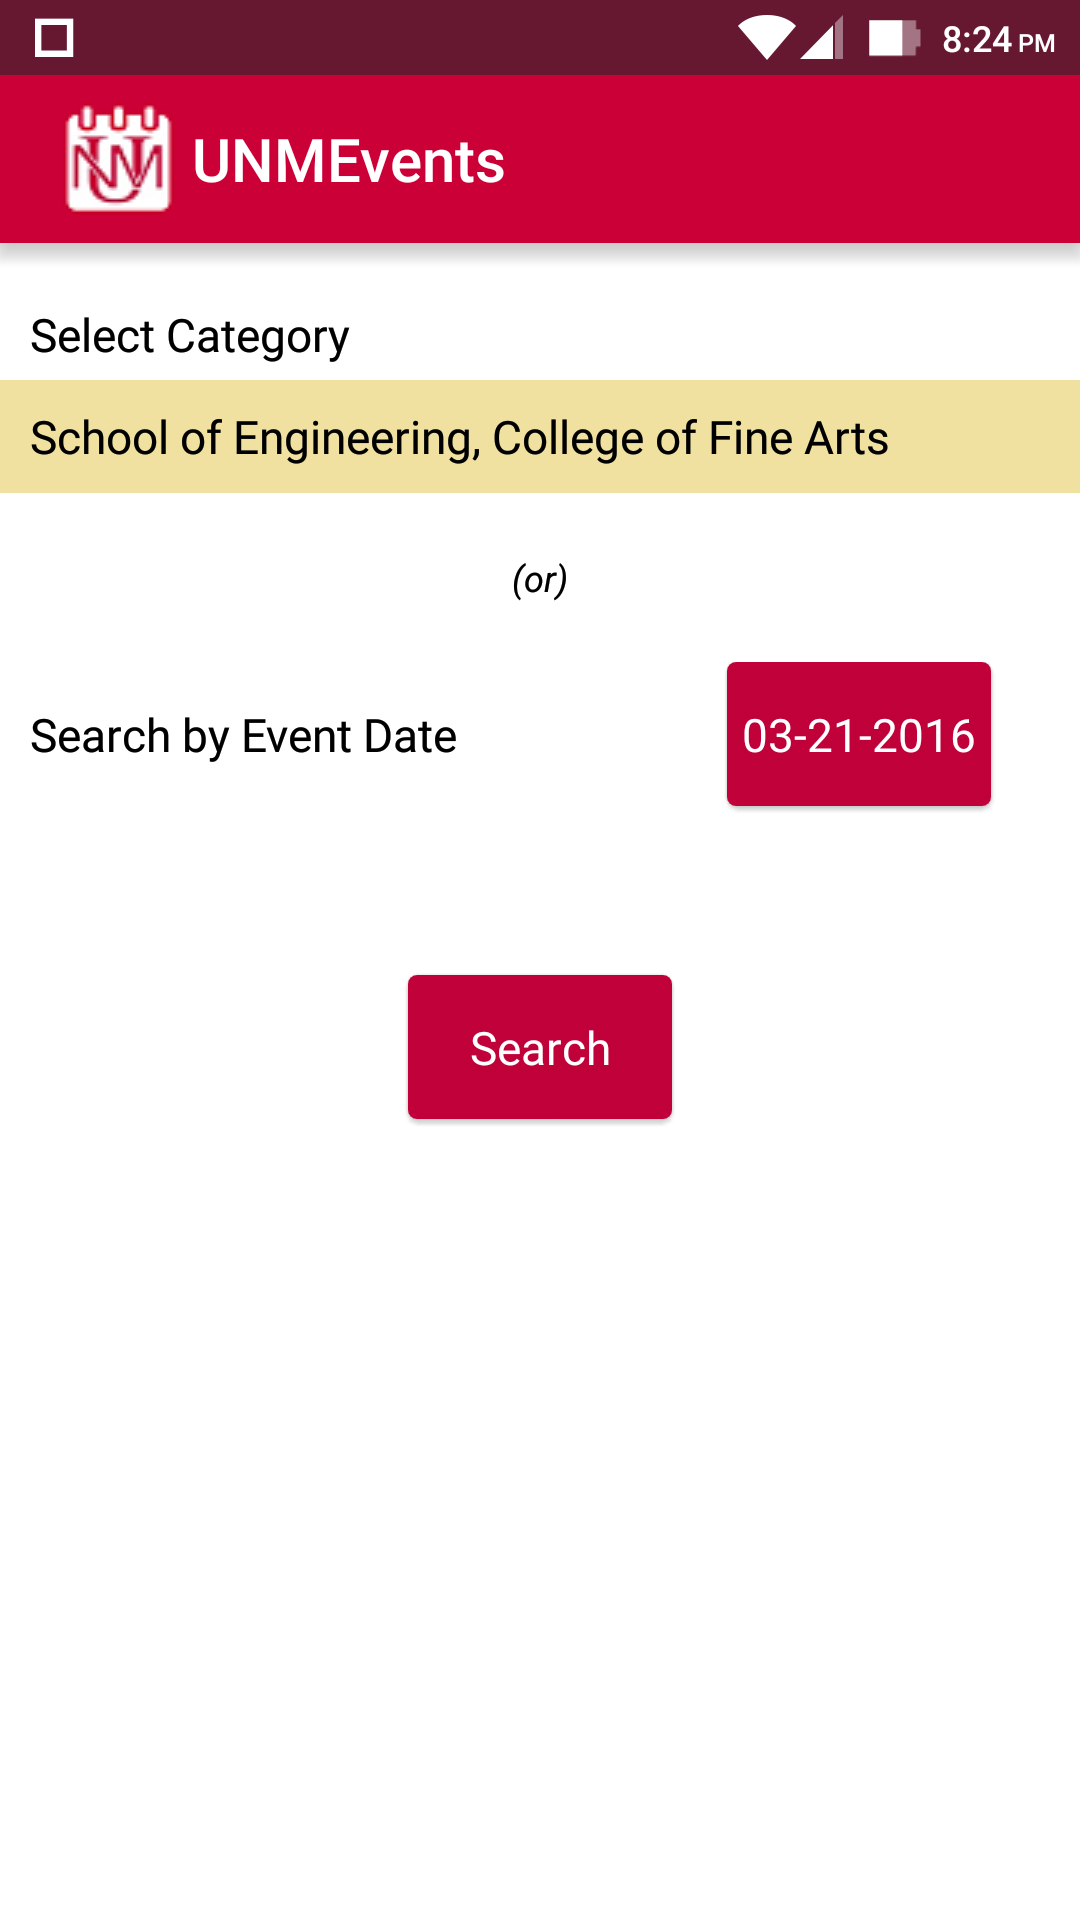 8:24 PM
UNM
UNMEvents
Select Category
School of Engineering, College of Fine Arts
(or)
Search by Event Date
03-21-2016
Search